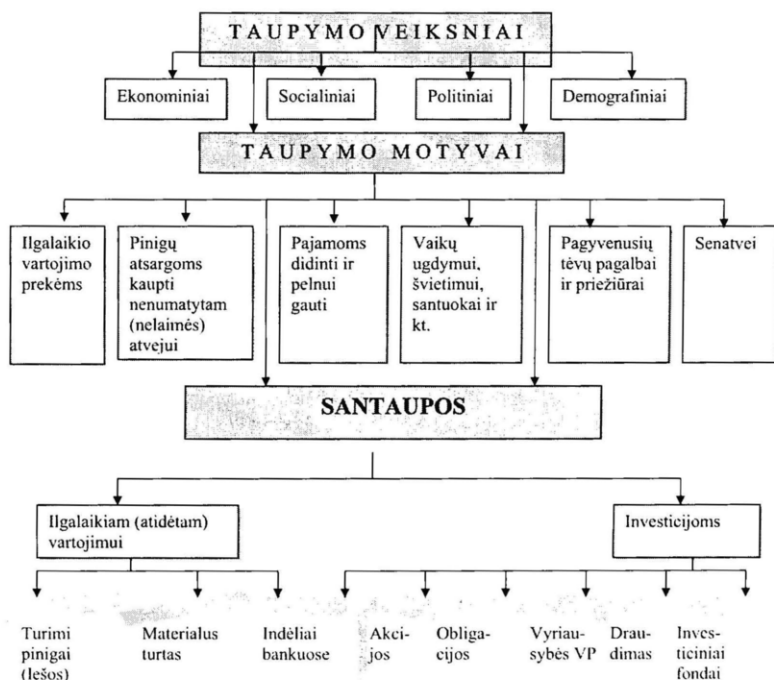 TAUPYMO VEIKSNIAI
Ekonominiai
Socialiniai
Politiniai
Demografiniai
TAUPYMO MOTYVAI
Ilgalaikio
vartojimo
prekėms
Pinigų
atsargoms
kaupti
nenumatytam
(nelaimės)
atvejui
Pajamoms
didinti ir
pelnui
gauti
Vaikų
ugdymui,
švietimui,
santuokai ir
kt.
Pagyvenusių
tėvų pagalbai
ir priežiūrai
Senatvei
SANTAUPOS
Ilgalaikiam (atidėtam)
vartojimui
Investicijoms
Turimi
pinigai
(lešos)
Materialus
turtas
Indėliai
bankuose
Akci-
jos
Obliga-
cijos
Vyriau-
sybės VP
Drau-
dimas
Inves-
ticiniai
fondai